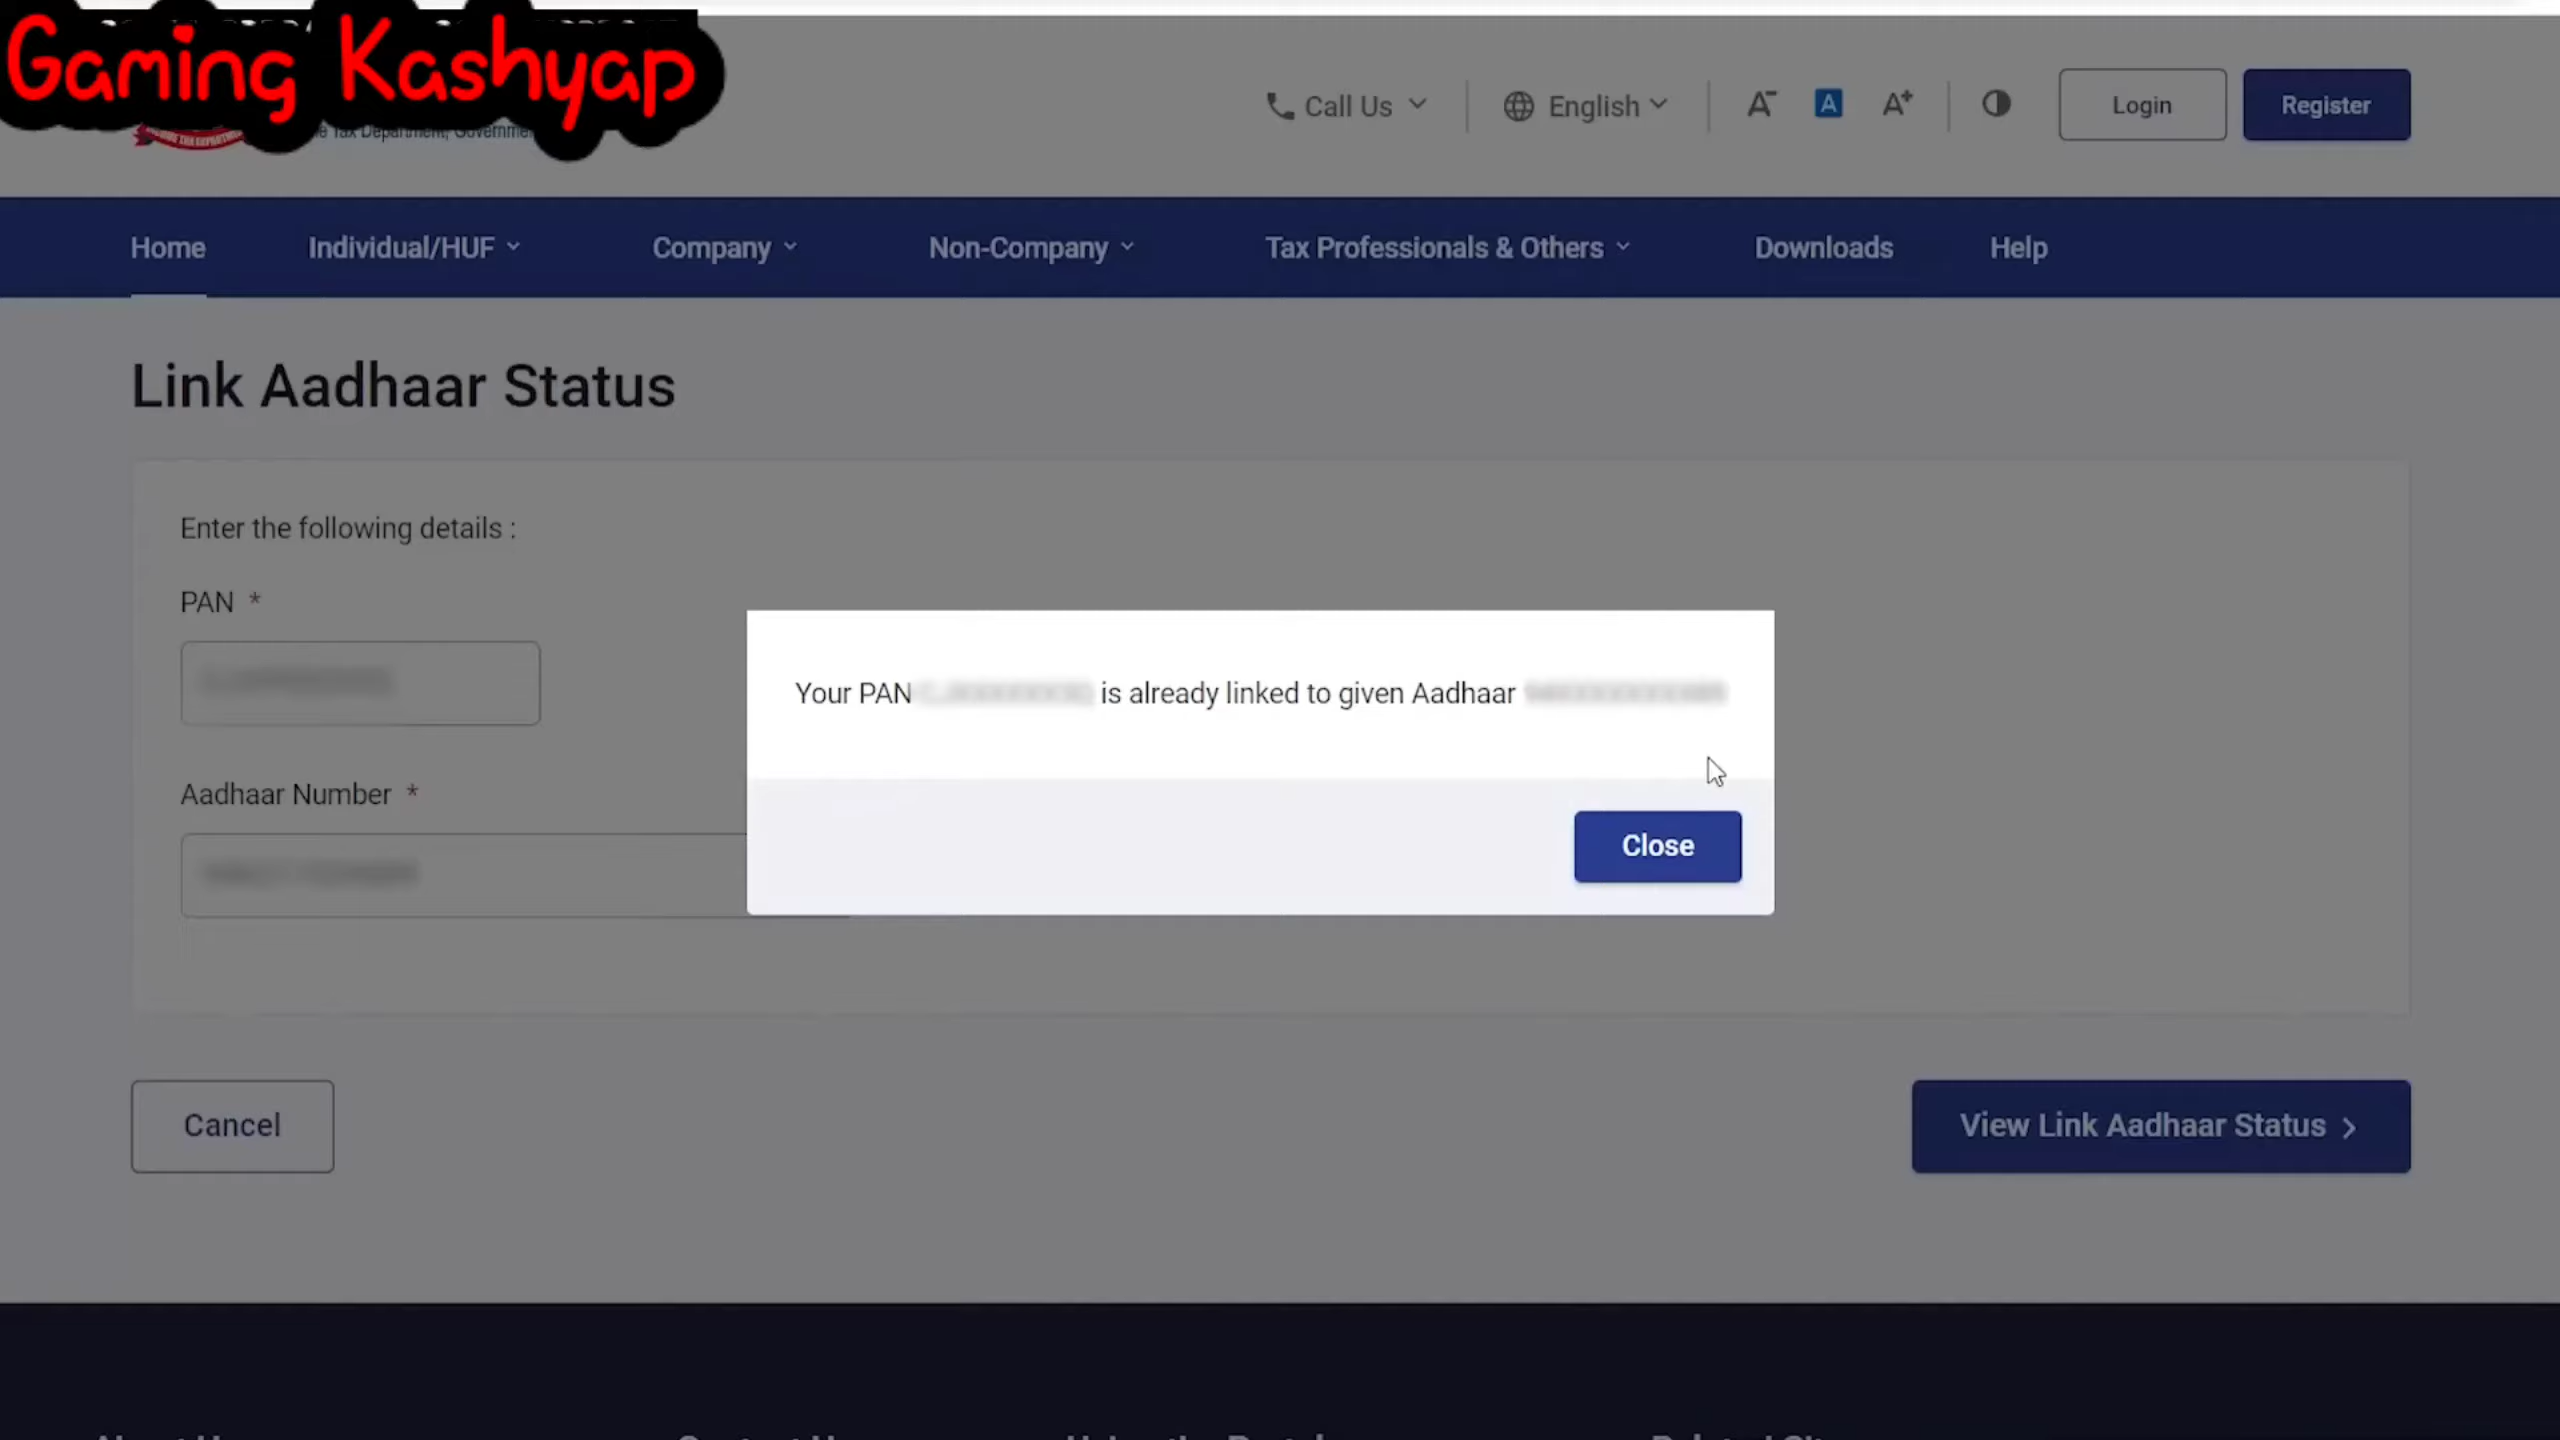 Gaming Kashyap
Call Us
English
A-
A
A+
Login
Register
Home
Individual/HUF
Company
Non-Company
Tax Professionals & Others
Downloads
Help
Link Aadhaar Status
Enter the following details :
PAN *
Your PAN is already linked to given Aadhaar
Aadhaar Number *
Close
Cancel
View Link Aadhaar Status